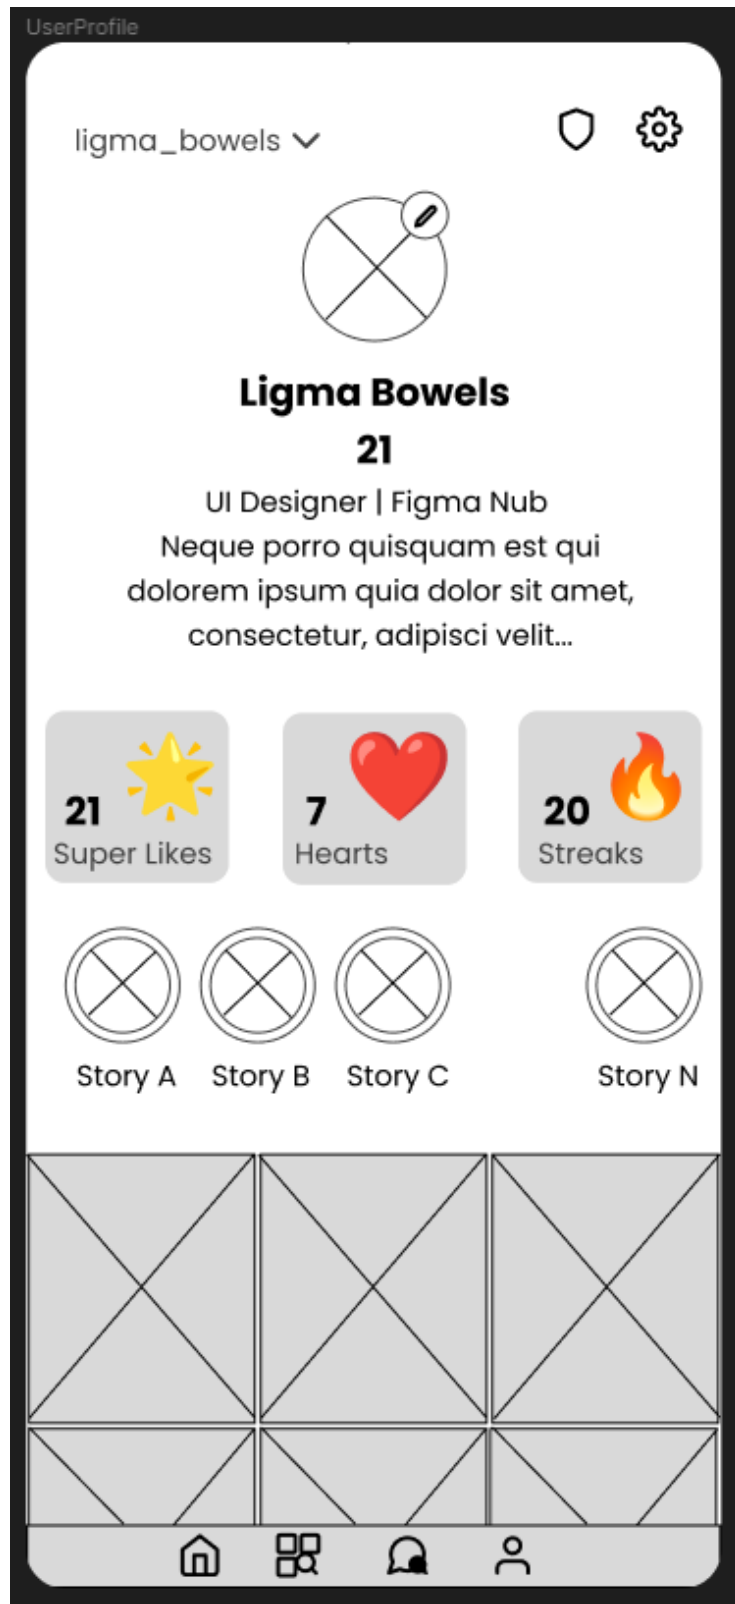 UserProfile
ligma_bowels
Ligma Bowels
21
UI Designer | Figma Nub
Neque porro quisquam est qui
dolorem ipsum quia dolor sit amet,
consectetur, adipisci velit...
21
Super Likes
7
Hearts
20
Streaks
Story A
Story B
Story C
Story N